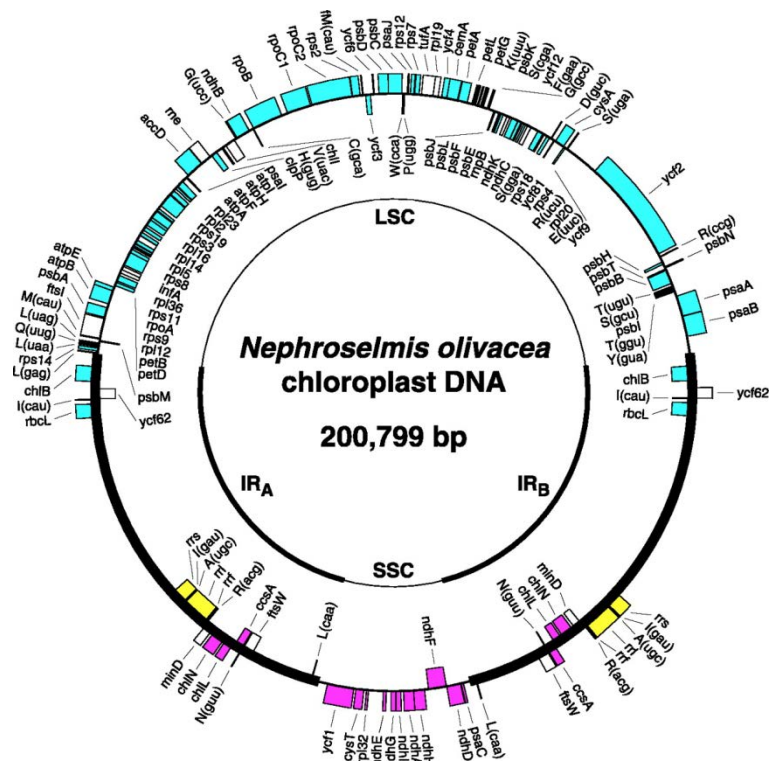 fM(cau)
rps2
rpoC2
rpoC1
rpoB
ndhB
G(ucc)
rne
accD
ycf6
psbD
psbC
psaJ
rps12
rps7
tufA
rpl19
ycf4
cemA
petA
petL
petG
K(uuu)
psbK
S(cga)
ycf12
F(gaa)
G(gcc)
D(guc)
cysA
S(uga)
ycf2
R(ccg)
psbN
psaA
psaB
clpP
H(gug)
V(uac)
chlI
C(gca)
ycf3
W(cca)
P(ugg)
psbJ
psbL
psbF
psbE
rnpB
ndhK
ndhC
S(gga)
rps18
ycf81
rps4
R(ucu)
rpl20
E(uuc)
ycf9
psbH
psbT
psbB
T(ugu)
S(gcu)
psbI
T(ggu)
Y(gua)
psaI
atpI
atpH
atpF
atpA
rpl23
rpl2
rps19
rps3
rpl16
rpl14
rpl5
rps8
infA
rpl36
rps11
rpoA
rps9
rpl12
petB
petD
psbM
atpE
atpB
psbA
ftsI
M(cau)
L(uag)
Q(uug)
L(uaa)
rps14
L(gag)
chlB
I(cau)
rbcL
ycf62
LSC
Nephroselmis olivacea
chloroplast DNA
200,799 bp
IRA
IRB
SSC
chlB
I(cau)
rbcL
ycf62
rrs
I(gau)
A(ugc)
rrl
rrf
R(acg)
ccsA
ftsW
minD
chlN
chlL
N(guu)
L(caa)
ndhF
ycf1
cysT
rpl32
ndhD
psaC
L(caa)
N(guu)
chlL
chlN
minD
rrs
I(gau)
A(ugc)
rrl
rrf
R(acg)
ccsA
ftsW